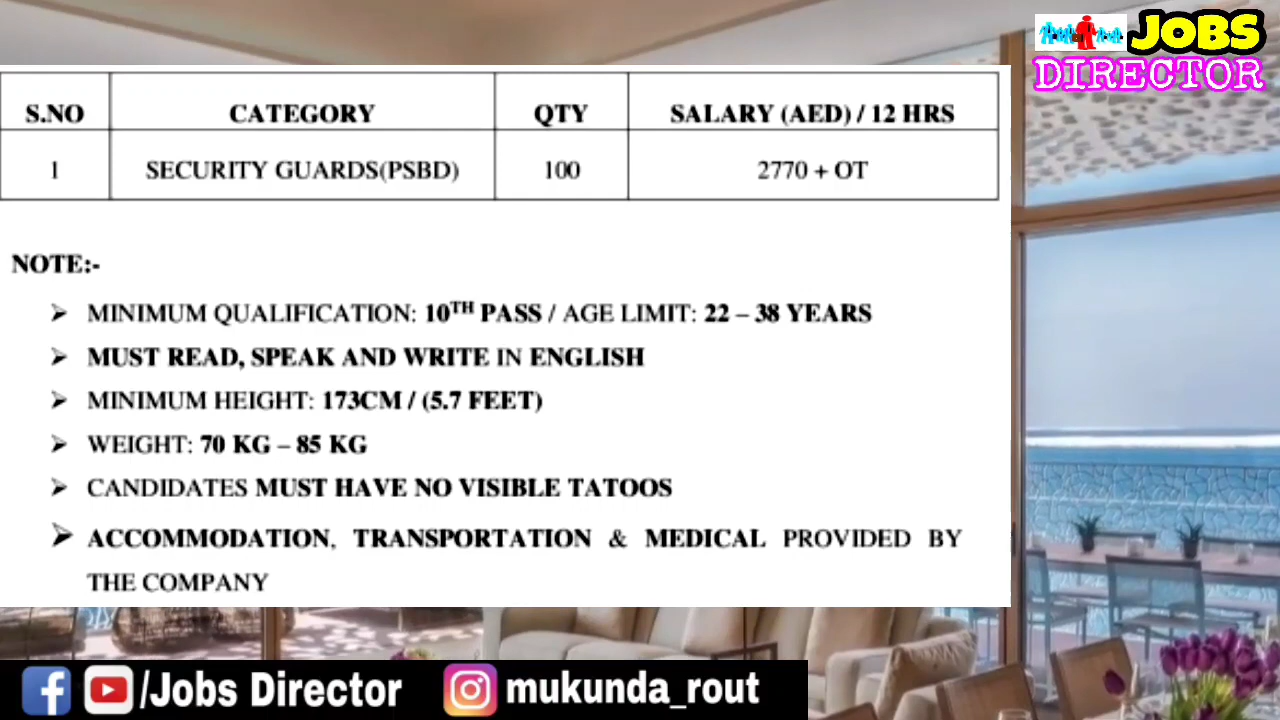 JOBS
DIRECTOR
S.NO CATEGORY QTY SALARY (AED) / 12 HRS
1 SECURITY GUARDS(PSBD) 100 2770 + OT
NOTE:-
➢ MINIMUM QUALIFICATION: 10TH PASS / AGE LIMIT: 22 – 38 YEARS
➢ MUST READ, SPEAK AND WRITE IN ENGLISH
➢ MINIMUM HEIGHT: 173CM / (5.7 FEET)
➢ WEIGHT: 70 KG – 85 KG
➢ CANDIDATES MUST HAVE NO VISIBLE TATOOS
➢ ACCOMMODATION, TRANSPORTATION & MEDICAL PROVIDED BY
THE COMPANY
/Jobs Director mukunda_rout